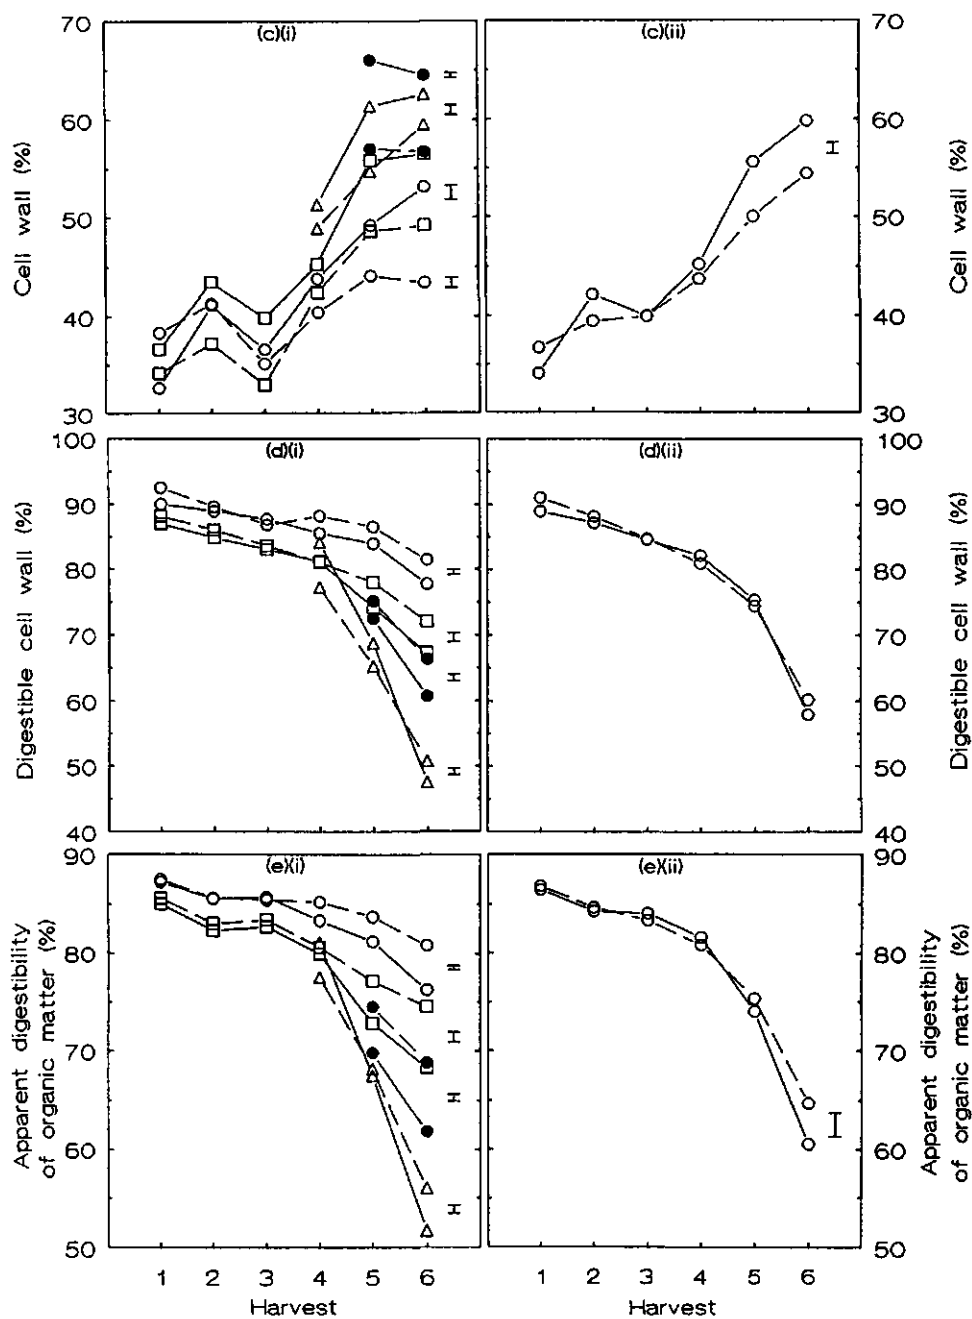 (c)(i)
(c)(ii)
70
60
50
40
30
Cell wall (%)
70
60
50
40
30
Cell wall (%)
(d)(i)
(d)(ii)
100
90
80
70
60
50
40
Digestible cell wall (%)
100
90
80
70
60
50
40
Digestible cell wall (%)
(e)(i)
(e)(ii)
90
80
70
60
50
Apparent digestibility
of organic matter (%)
90
80
70
60
50
Apparent digestibility
of organic matter (%)
1 2 3 4 5 6
Harvest
1 2 3 4 5 6
Harvest